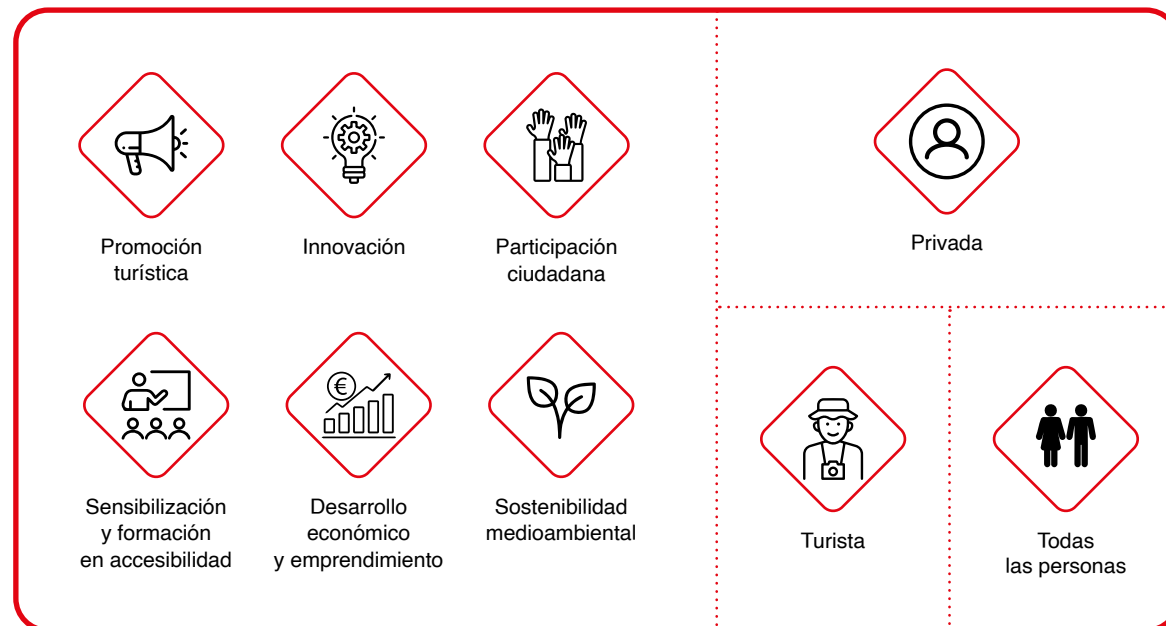 Promoción
turística
Innovación
Participación
ciudadana
Sensibilización
y formación
en accesibilidad
Desarrollo
económico
y emprendimiento
€
Sostenibilidad
medioambiental
Privada
Turista
Todas
las personas